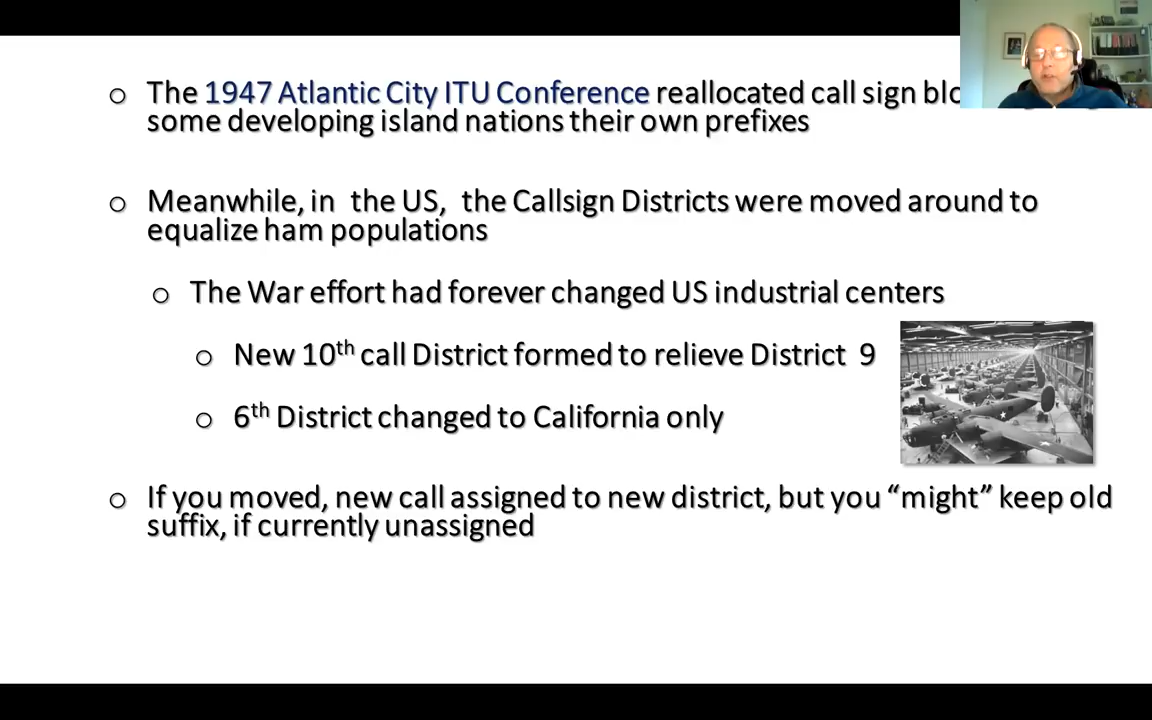 o The 1947 Atlantic City ITU Conference reallocated call sign
some developing island nations their own prefixes
o Meanwhile, in the US, the Callsign Districts were moved around to
equalize ham populations
o The War effort had forever changed US industrial centers
o New 10th call District formed to relieve District 9
o 6th District changed to California only
o If you moved, new call assigned to new district, but you “might” keep old
suffix, if currently unassigned